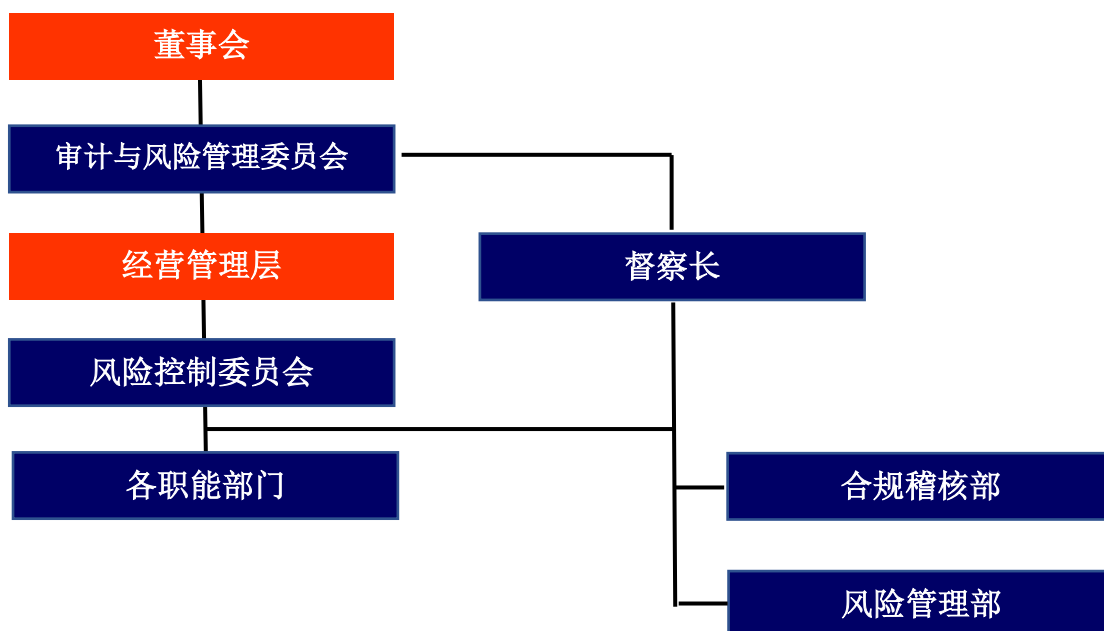 董事会
审计与风险管理委员会
经营管理层
督察长
风险控制委员会
各职能部门
合规稽核部
风险管理部